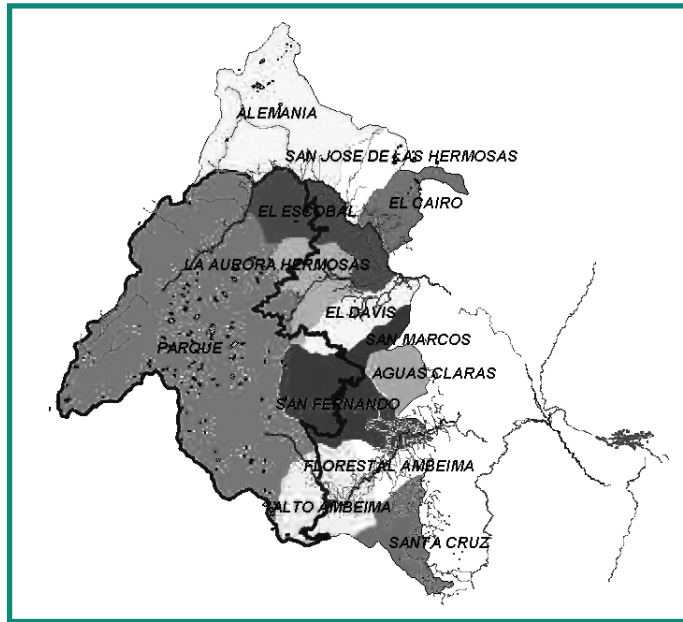 ALEMANIA
SAN JOSE DE LAS HERMOSAS
EL CAIRO
EL ESCOBAL
LA AURORA HERMOSAS
EL DAVIS
SAN MARCOS
PARQUE
AGUAS CLARAS
SAN FERNANDO
FLORESTAL AMBEIMA
ALTO AMBEIMA
SANTA CRUZ